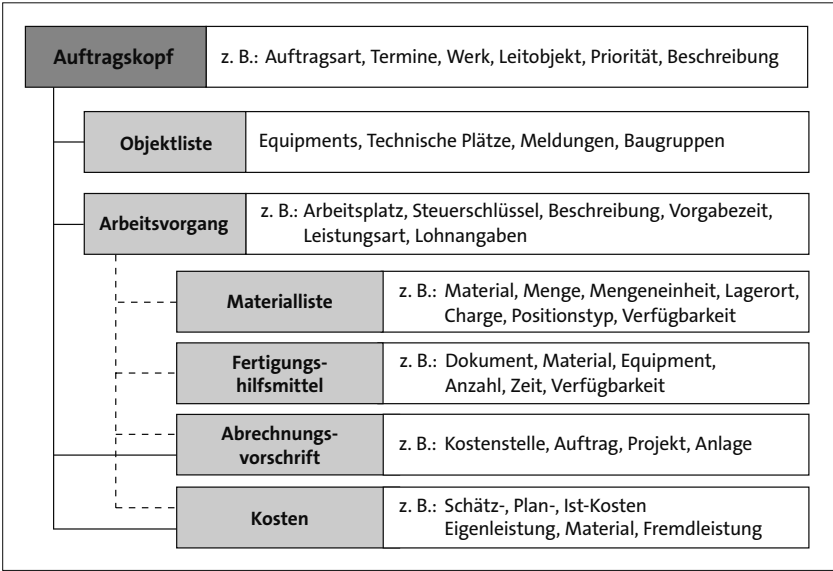 Auftragskopf
z. B.: Auftragsart, Termine, Werk, Leitobjekt, Priorität, Beschreibung
Objektliste
Equipments, Technische Plätze, Meldungen, Baugruppen
Arbeitsvorgang
z. B.: Arbeitsplatz, Steuerschlüssel, Beschreibung, Vorgabezeit,
Leistungsart, Lohnangaben
Materialliste
z. B.: Material, Menge, Mengeneinheit, Lagerort,
Charge, Positionstyp, Verfügbarkeit
Fertigungs-
hilfsmittel
z. B.: Dokument, Material, Equipment,
Anzahl, Zeit, Verfügbarkeit
Abrechnungs-
vorschrift
z. B.: Kostenstelle, Auftrag, Projekt, Anlage
Kosten
z. B.: Schätz-, Plan-, Ist-Kosten
Eigenleistung, Material, Fremdleistung